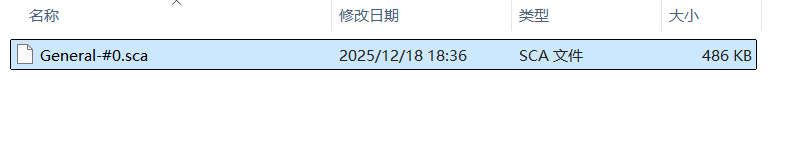 名称 修改日期 类型 大小
General-#0.sca 2025/12/18 18:36 SCA 文件 486 KB